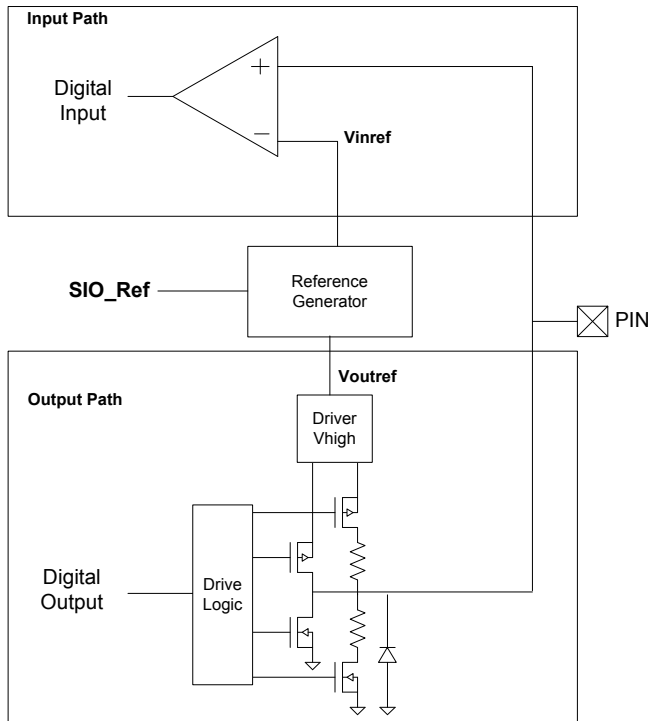 Input Path
+
Digital
Input
−
Vinref
SIO_Ref
Reference
Generator
PIN
Voutref
Output Path
Driver
Vhigh
Digital
Output
Drive
Logic